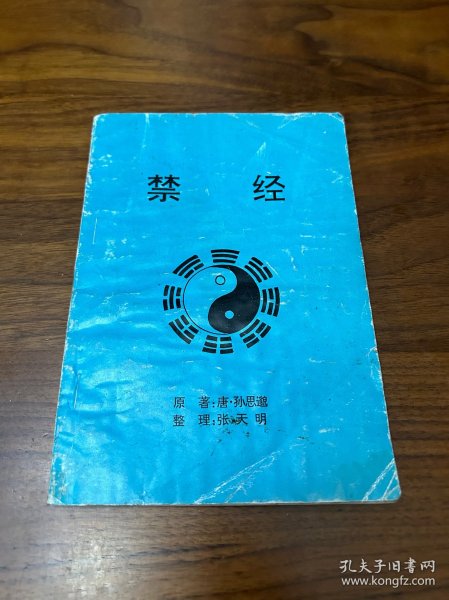 禁 经
原 著:唐·孙思邈
整 理:张天明
孔夫子旧书网
www.kongfz.com